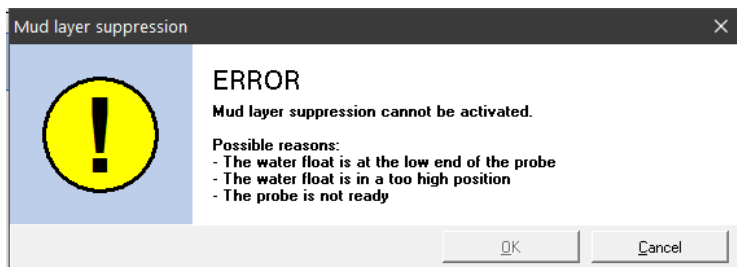 Mud layer suppression
ERROR
Mud layer suppression cannot be activated.
Possible reasons:
- The water float is at the low end of the probe
- The water float is in a too high position
- The probe is not ready
OK
Cancel